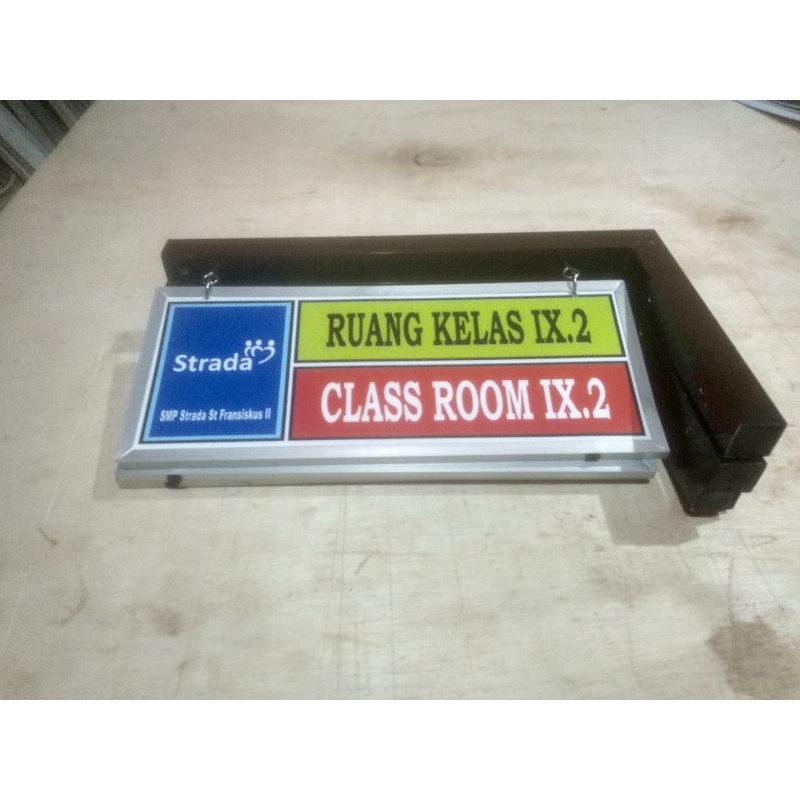 Strada
SMP Strada St Fransiskus II
RUANG KELAS IX.2
CLASS ROOM IX.2